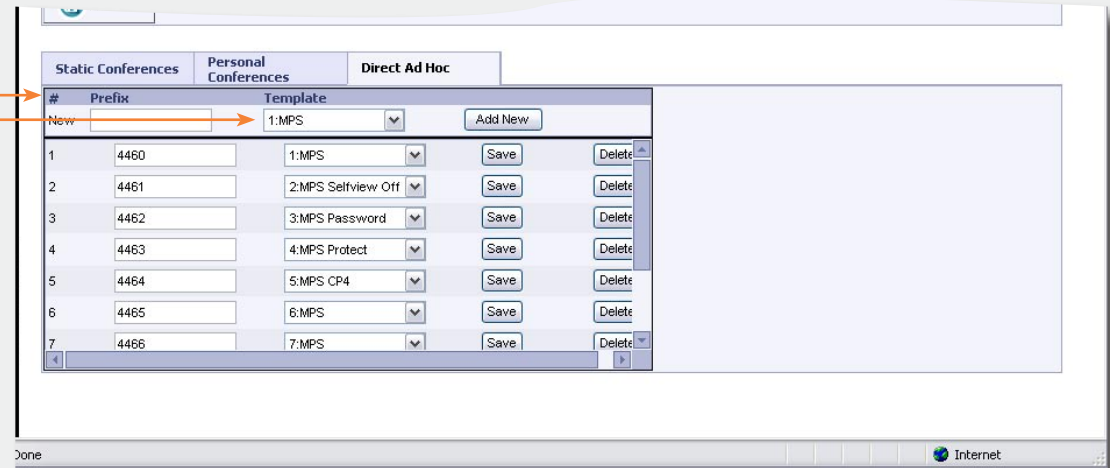 Static Conferences Personal Conferences Direct Ad Hoc
# Prefix Template
New 1:MPS Add New
1 4460 1:MPS Save Delete
2 4461 2:MPS Selfview Off Save Delete
3 4462 3:MPS Password Save Delete
4 4463 4:MPS Protect Save Delete
5 4464 5:MPS CP4 Save Delete
6 4465 6:MPS Save Delete
7 4466 7:MPS Save Delete
Done Internet